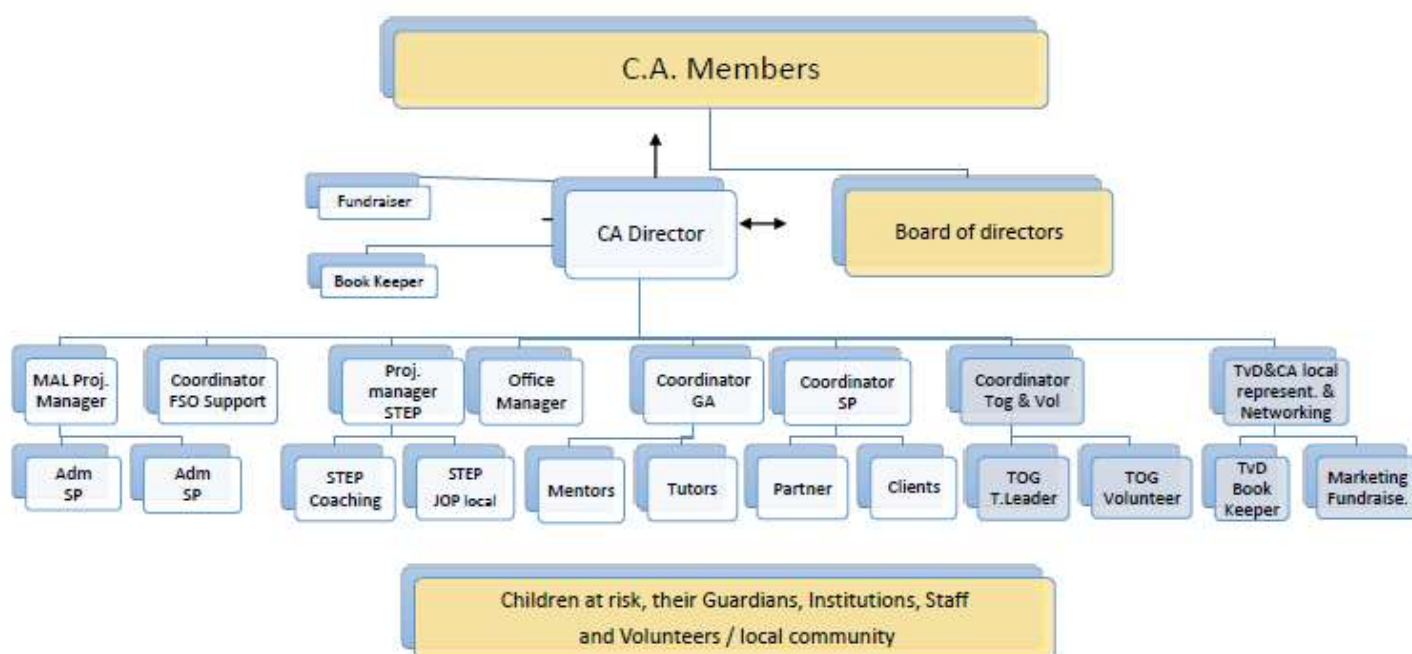 C.A. Members
Fundraiser
CA Director
Board of directors
Book Keeper
MAL Proj.
Manager
Coordinator
FSO Support
Proj.
manager
STEP
Office
Manager
Coordinator
GA
Coordinator
SP
Coordinator
Tog & Vol
TvD&CA local
represent. &
Networking
Adm
SP
Adm
SP
STEP
Coaching
STEP
JOP local
Mentors
Tutors
Partner
Clients
TOG
T.Leader
TOG
Volunteer
TvD
Book
Keeper
Marketing
Fundraise.
Children at risk, their Guardians, Institutions, Staff
and Volunteers / local community